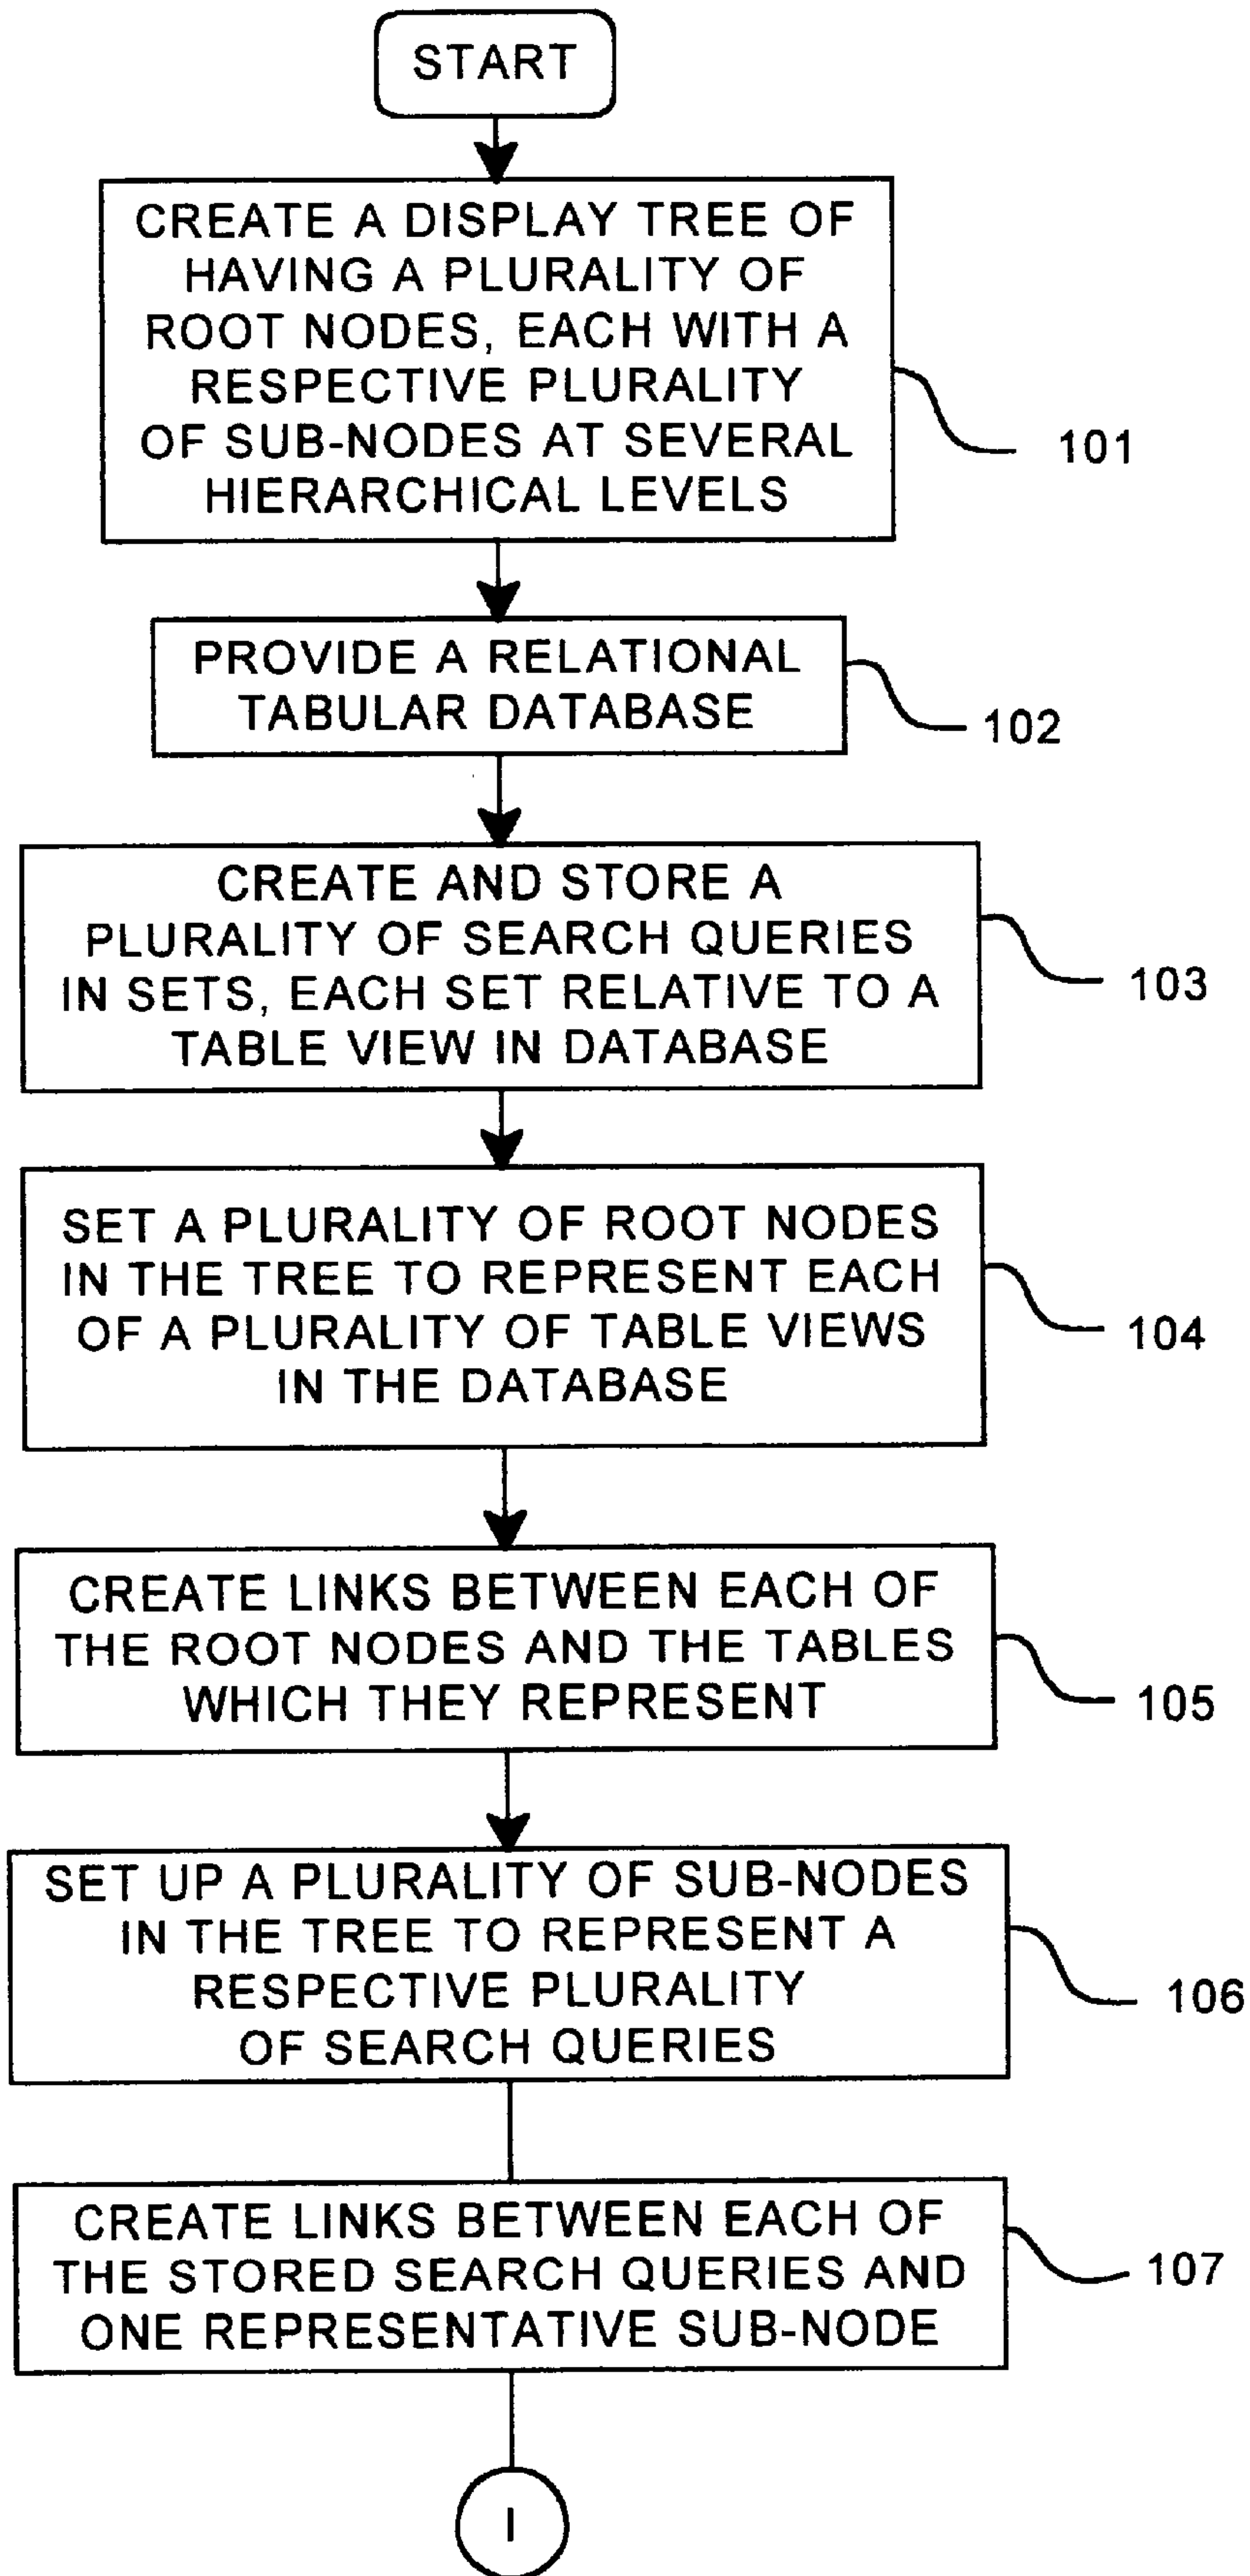 START
CREATE A DISPLAY TREE OF
HAVING A PLURALITY OF
ROOT NODES, EACH WITH A
RESPECTIVE PLURALITY
OF SUB-NODES AT SEVERAL
HIERARCHICAL LEVELS
101
PROVIDE A RELATIONAL
TABULAR DATABASE
102
CREATE AND STORE A
PLURALITY OF SEARCH QUERIES
IN SETS, EACH SET RELATIVE TO A
TABLE VIEW IN DATABASE
103
SET A PLURALITY OF ROOT NODES
IN THE TREE TO REPRESENT EACH
OF A PLURALITY OF TABLE VIEWS
IN THE DATABASE
104
CREATE LINKS BETWEEN EACH OF
THE ROOT NODES AND THE TABLES
WHICH THEY REPRESENT
105
SET UP A PLURALITY OF SUB-NODES
IN THE TREE TO REPRESENT A
RESPECTIVE PLURALITY
OF SEARCH QUERIES
106
CREATE LINKS BETWEEN EACH OF
THE STORED SEARCH QUERIES AND
ONE REPRESENTATIVE SUB-NODE
107
I